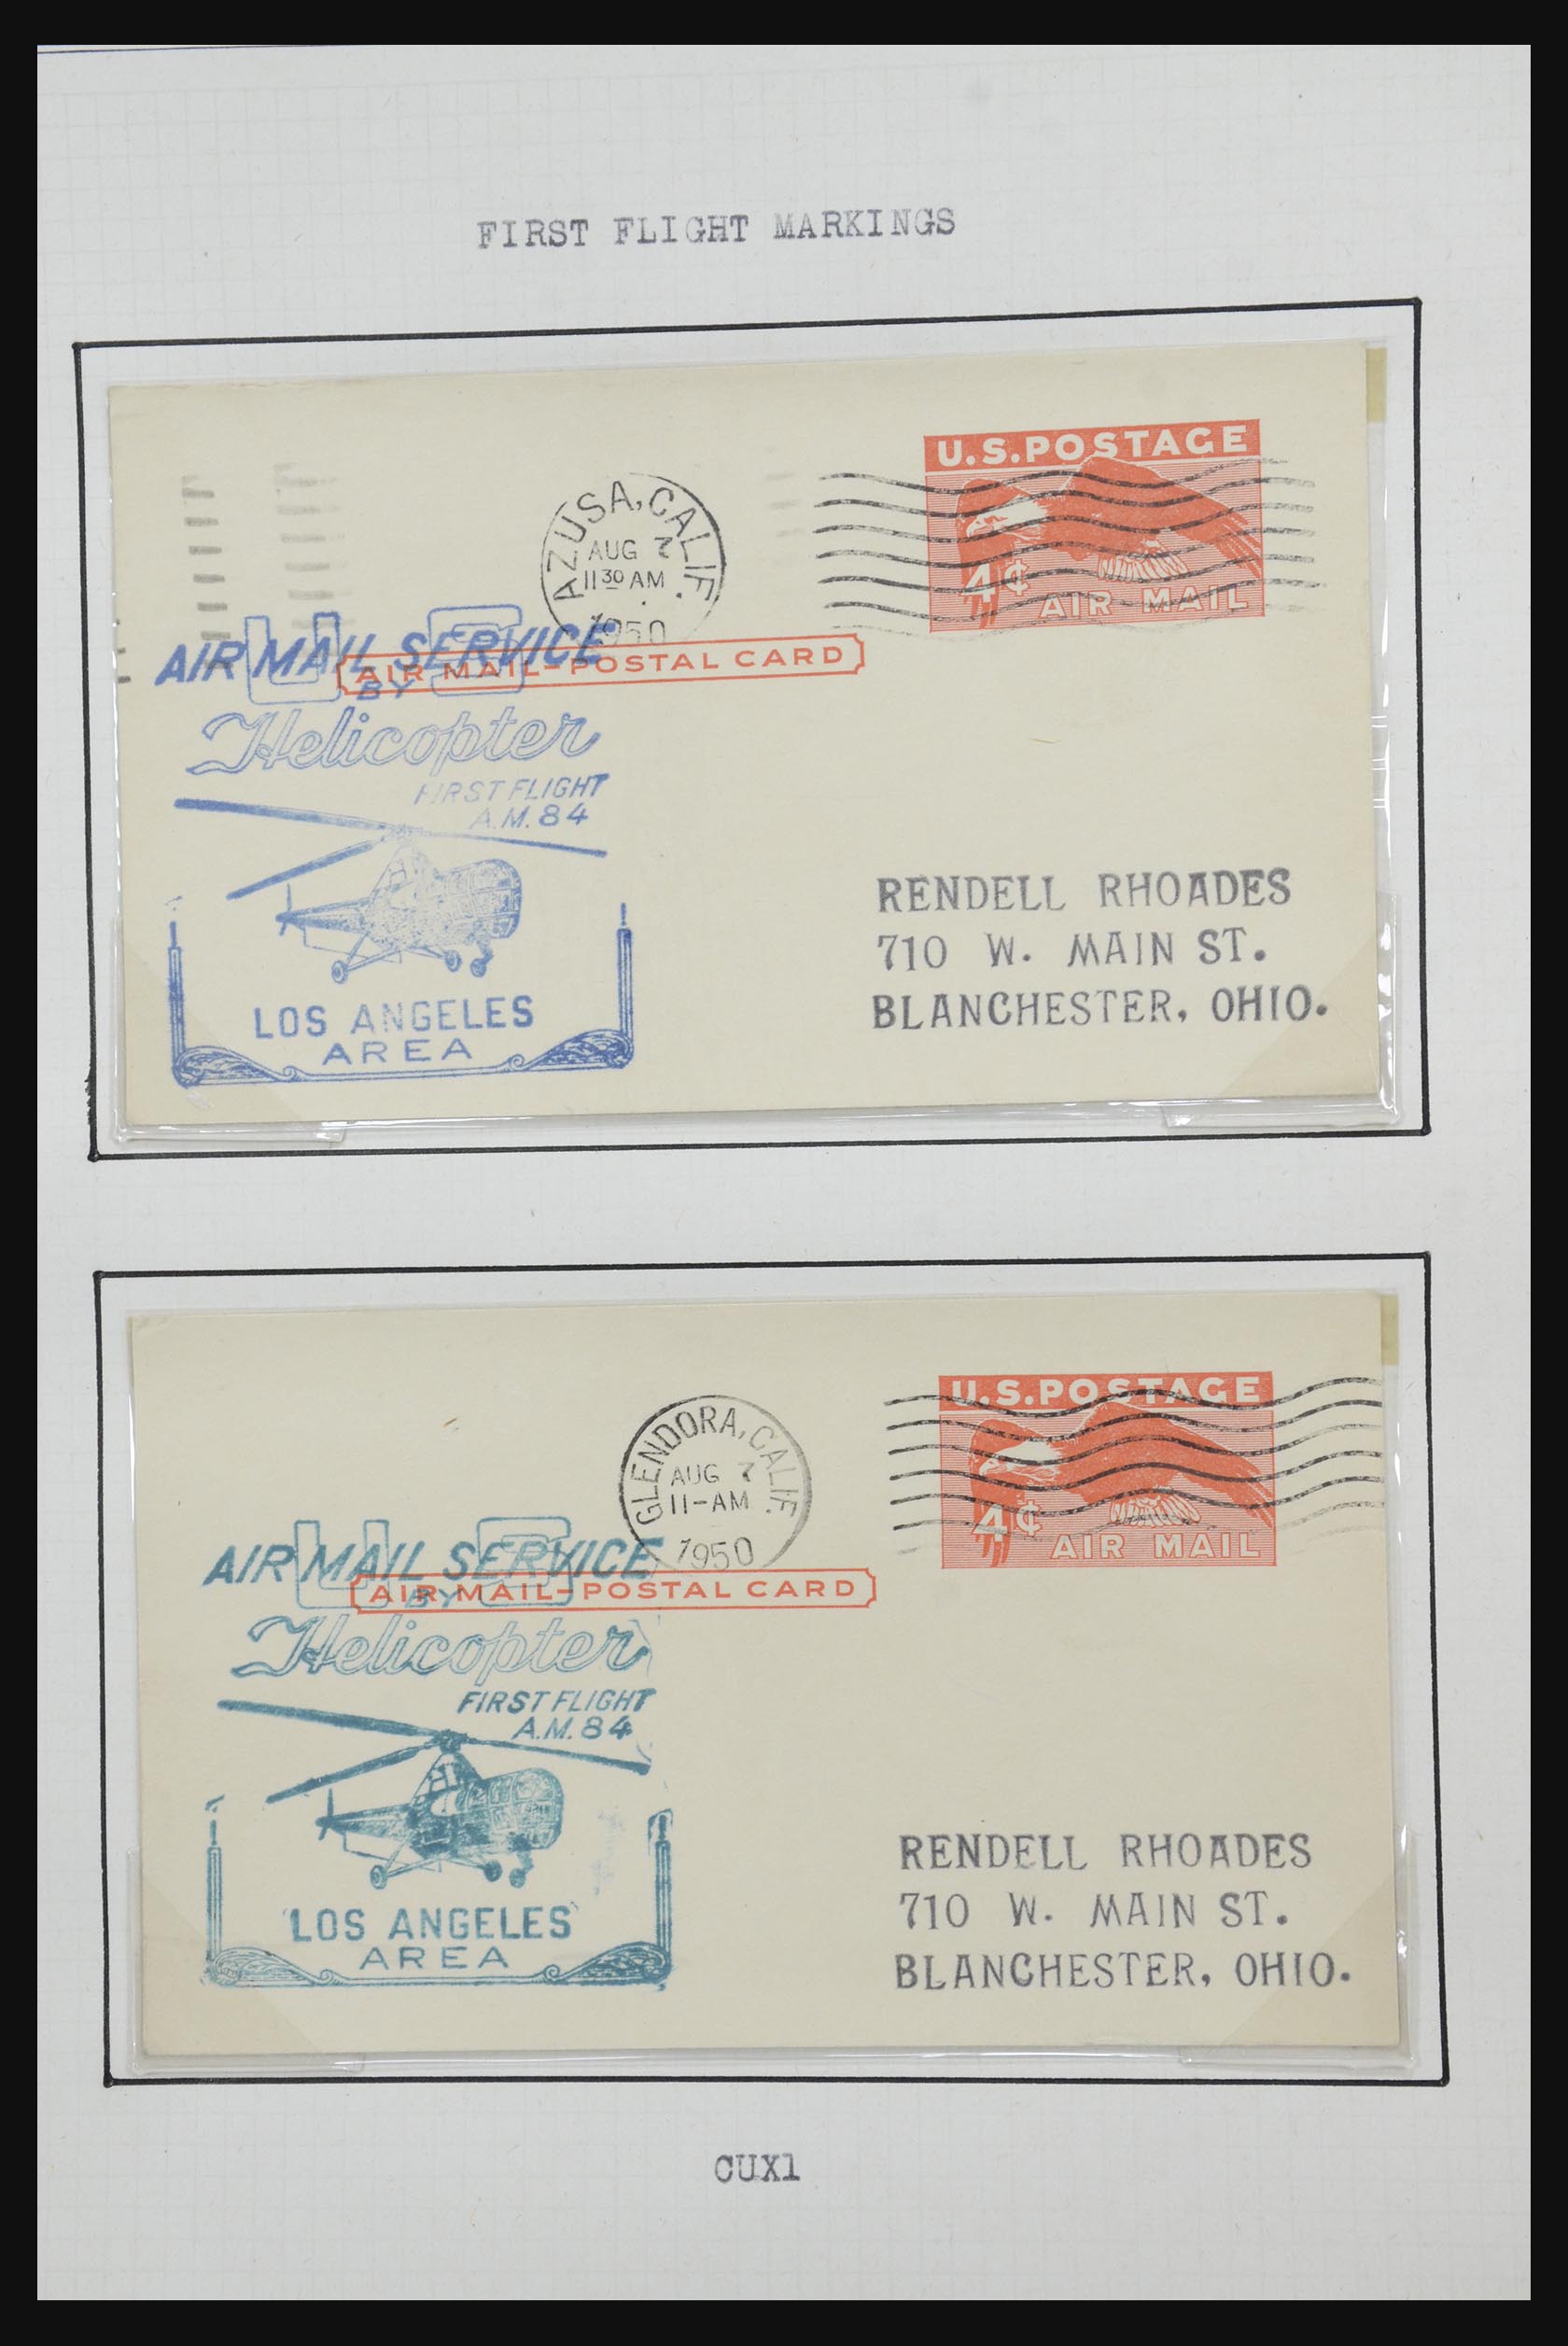 FIRST FLIGHT MARKINGS
U.S.POSTAGE
4¢
AIR MAIL
AZUSA, CALIF.
AUG 7
11 30 AM
1950
AIR MAIL-POSTAL CARD
AIR MAIL SERVICE
BY
Helicopter
FIRST FLIGHT
A.M. 84
LOS ANGELES
AREA
RENDELL RHOADES
710 W. MAIN ST.
BLANCHESTER, OHIO.
U.S.POSTAGE
4¢
AIR MAIL
GLENDORA, CALIF.
AUG 7
11-AM
1950
AIR MAIL-POSTAL CARD
AIR MAIL SERVICE
BY
Helicopter
FIRST FLIGHT
A.M. 84
LOS ANGELES
AREA
RENDELL RHOADES
710 W. MAIN ST.
BLANCHESTER, OHIO.
CUX1